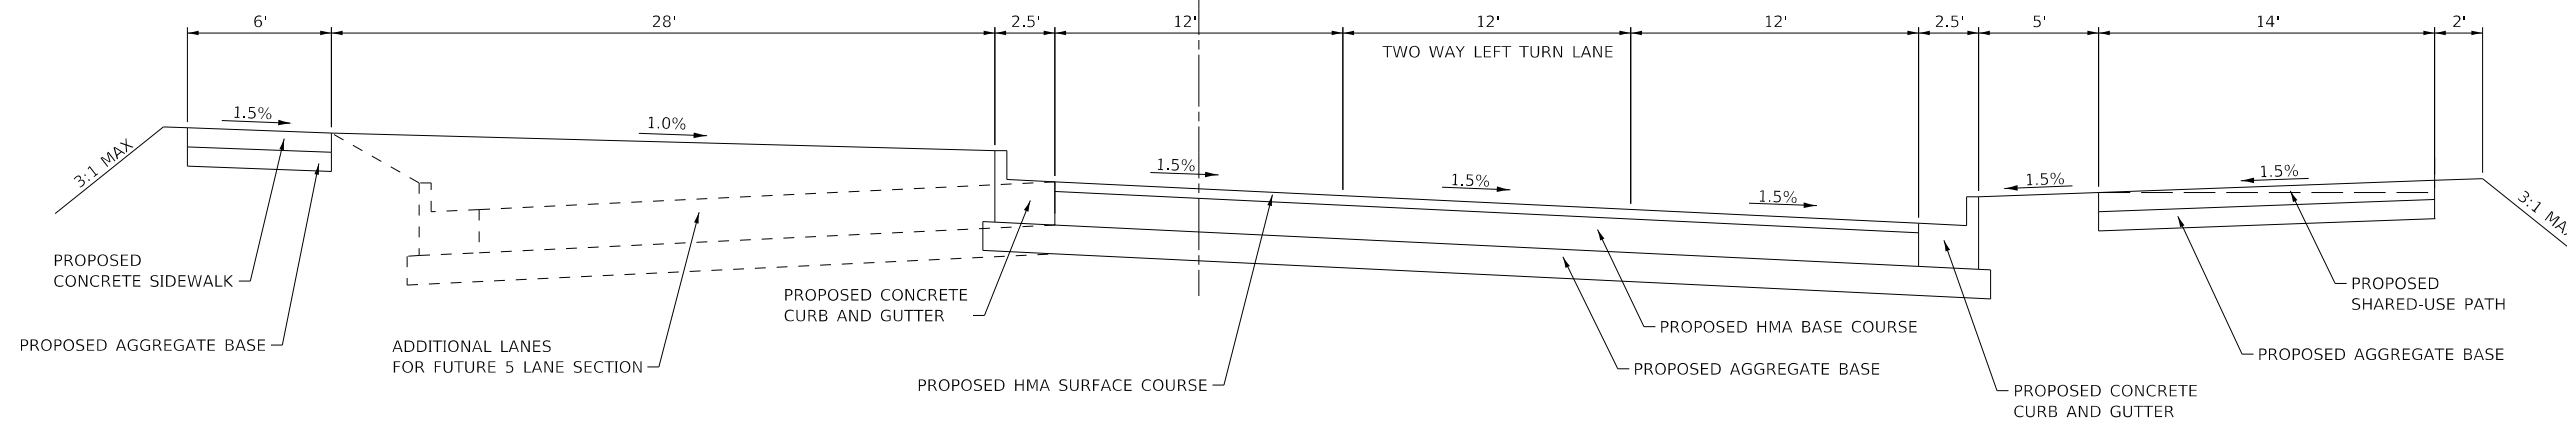 6' 28' 2.5' 12' 12' 12' 2.5' 5' 14' 2'
TWO WAY LEFT TURN LANE
3:1 MAX
1.5%
1.0%
1.5%
1.5%
1.5%
1.5%
1.5%
3:1 MAX
PROPOSED
CONCRETE SIDEWALK
PROPOSED AGGREGATE BASE
ADDITIONAL LANES
FOR FUTURE 5 LANE SECTION
PROPOSED CONCRETE
CURB AND GUTTER
PROPOSED HMA SURFACE COURSE
PROPOSED HMA BASE COURSE
PROPOSED AGGREGATE BASE
PROPOSED CONCRETE
CURB AND GUTTER
PROPOSED
SHARED-USE PATH
PROPOSED AGGREGATE BASE